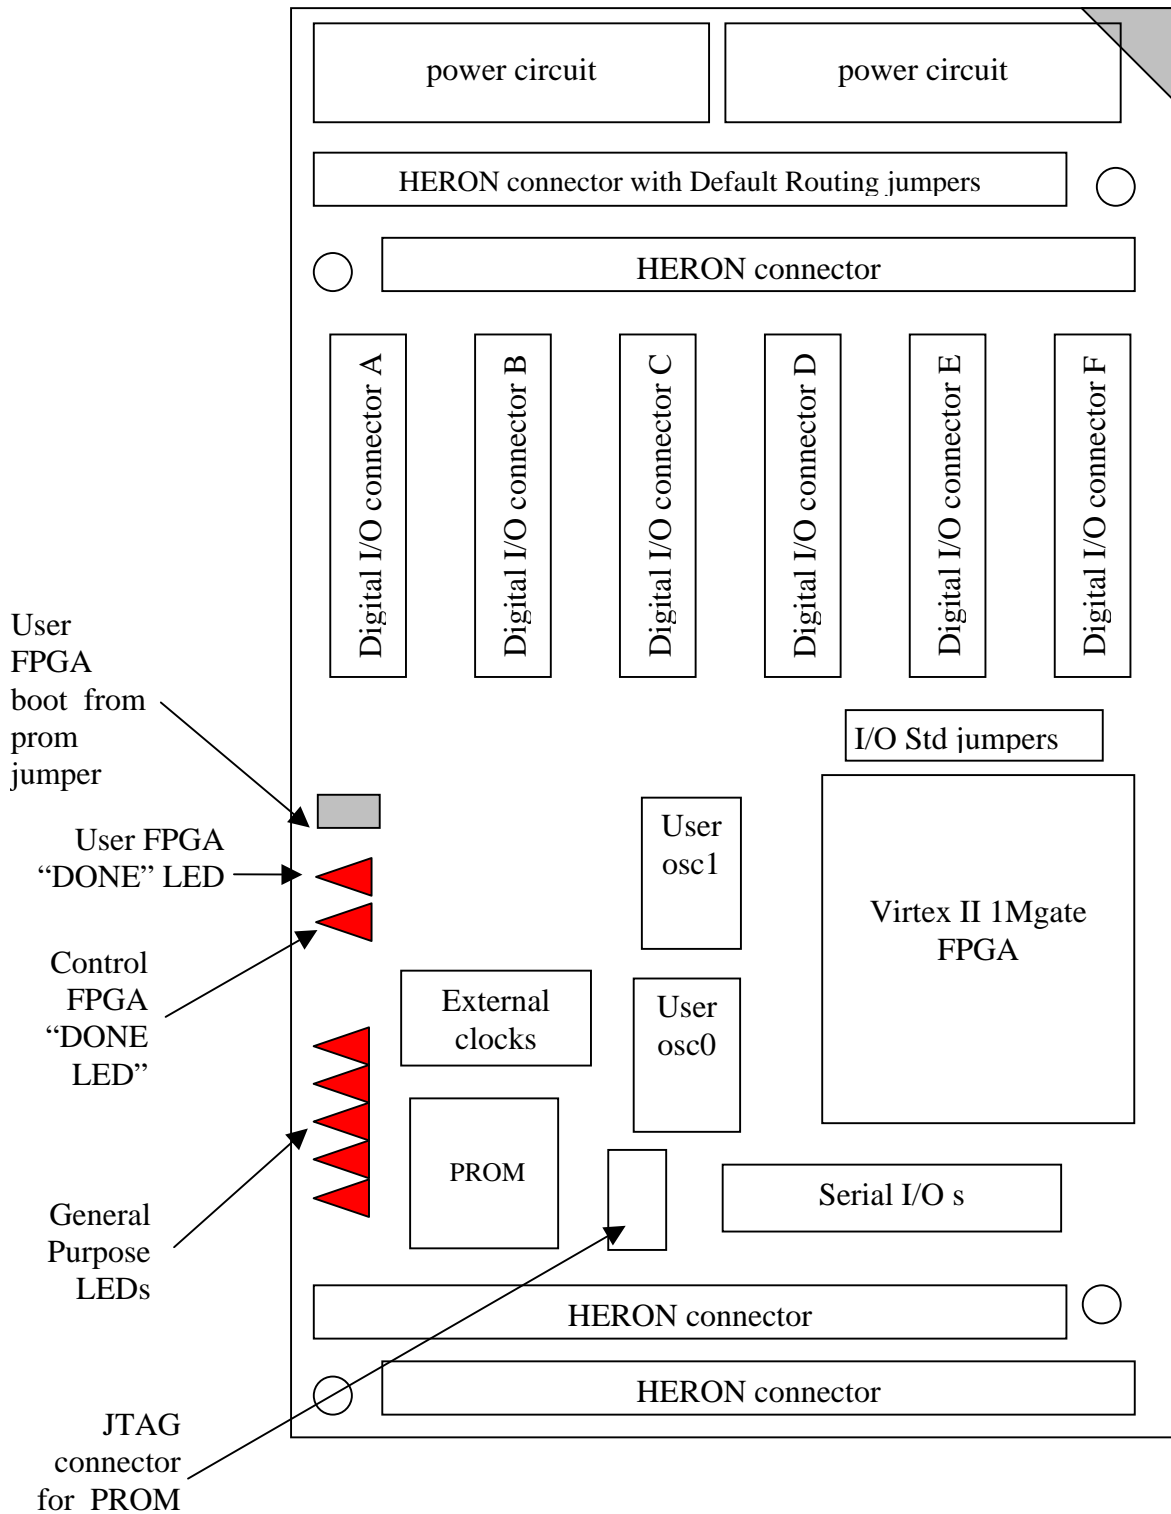 power circuit
power circuit
HERON connector with Default Routing jumpers
HERON connector
Digital I/O connector A
Digital I/O connector B
Digital I/O connector C
Digital I/O connector D
Digital I/O connector E
Digital I/O connector F
User
FPGA
boot from
prom
jumper
I/O Std jumpers
User FPGA
“DONE” LED
User
osc1
Virtex II 1Mgate
FPGA
Control
FPGA
“DONE
LED”
External
clocks
User
osc0
PROM
Serial I/O s
General
Purpose
LEDs
HERON connector
HERON connector
JTAG
connector
for PROM